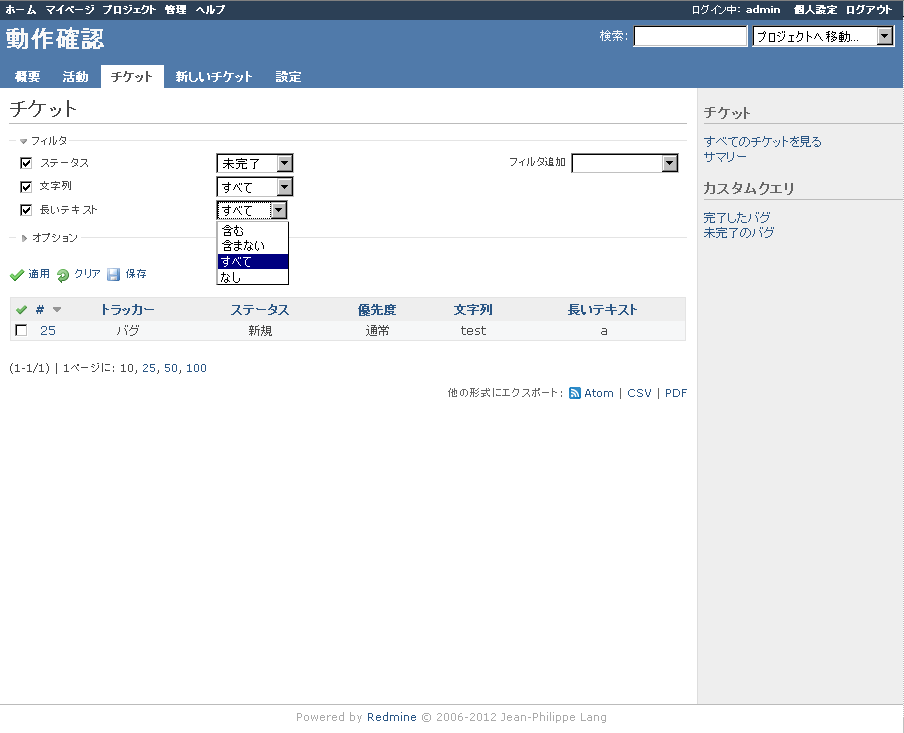 ホーム マイページ プロジェクト 管理 ヘルプ ログイン中: admin 個人設定 ログアウト
動作確認 検索: プロジェクトへ移動...
概要 活動 チケット 新しいチケット 設定
チケット
フィルタ
ステータス 未完了 フィルタ追加
文字列 すべて
長いテキスト すべて
含む
含まない
すべて
なし
オプション
適用 クリア 保存
# トラッカー ステータス 優先度 文字列 長いテキスト
25 バグ 新規 通常 test a
(1-1/1) | 1ページに: 10, 25, 50, 100
他の形式にエクスポート: Atom | CSV | PDF
チケット
すべてのチケットを見る
サマリー
カスタムクエリ
完了したバグ
未完了のバグ
Powered by Redmine © 2006-2012 Jean-Philippe Lang